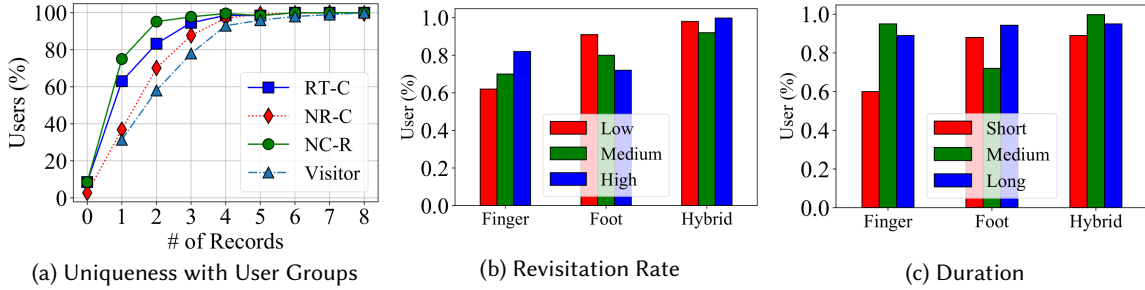 100
80
60
40
20
0
Users (%)
RT-C
NR-C
NC-R
Visitor
0 1 2 3 4 5 6 7 8
# of Records
(a) Uniqueness with User Groups
1.0
0.8
0.6
0.4
0.2
0.0
User (%)
Low
Medium
High
Finger Foot Hybrid
(b) Revisitation Rate
1.0
0.8
0.6
0.4
0.2
0.0
User (%)
Short
Medium
Long
Finger Foot Hybrid
(c) Duration